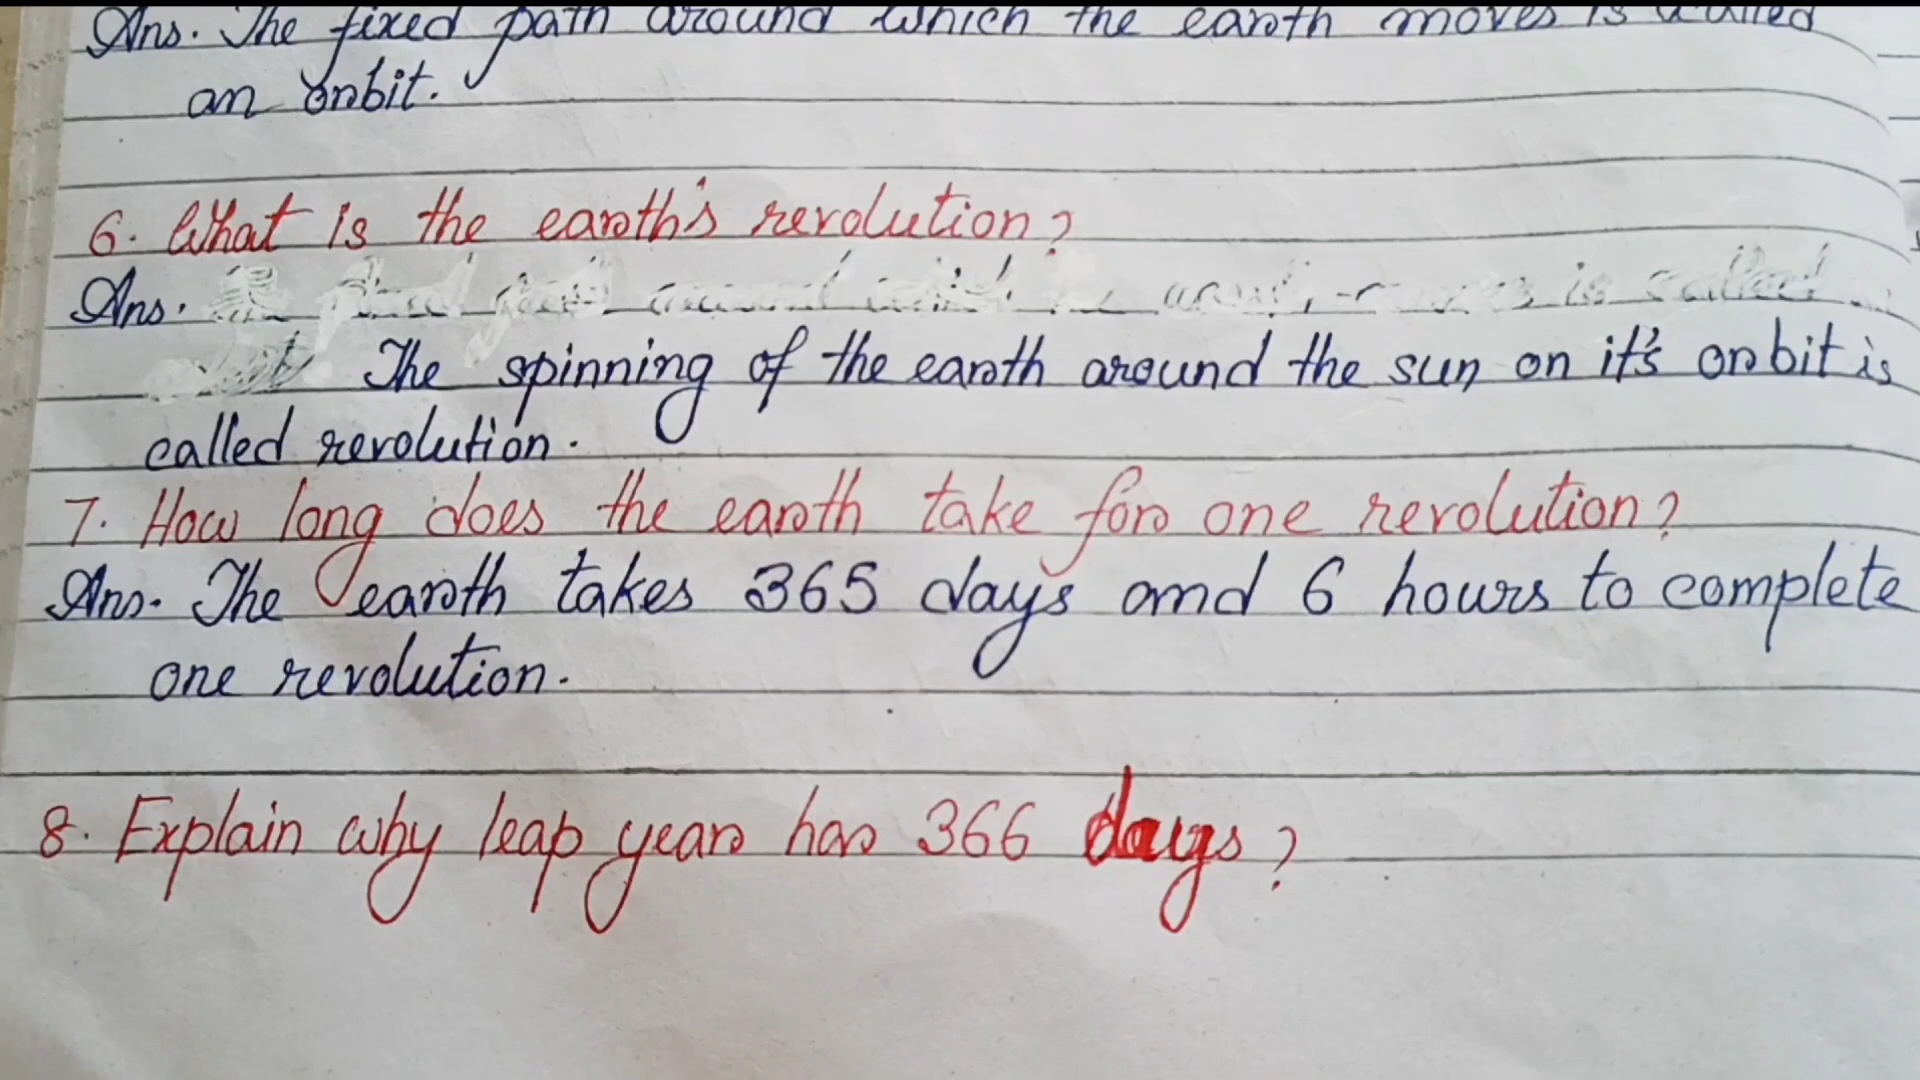 Ans. The fixed path around which the earth moves is called
an orbit.
6. What is the earth's revolution?
Ans.
The spinning of the earth around the sun on it's orbit is
called revolution.
7. How long does the earth take for one revolution?
Ans. The earth takes 365 days and 6 hours to complete
one revolution.
8. Explain why leap year has 366 days?